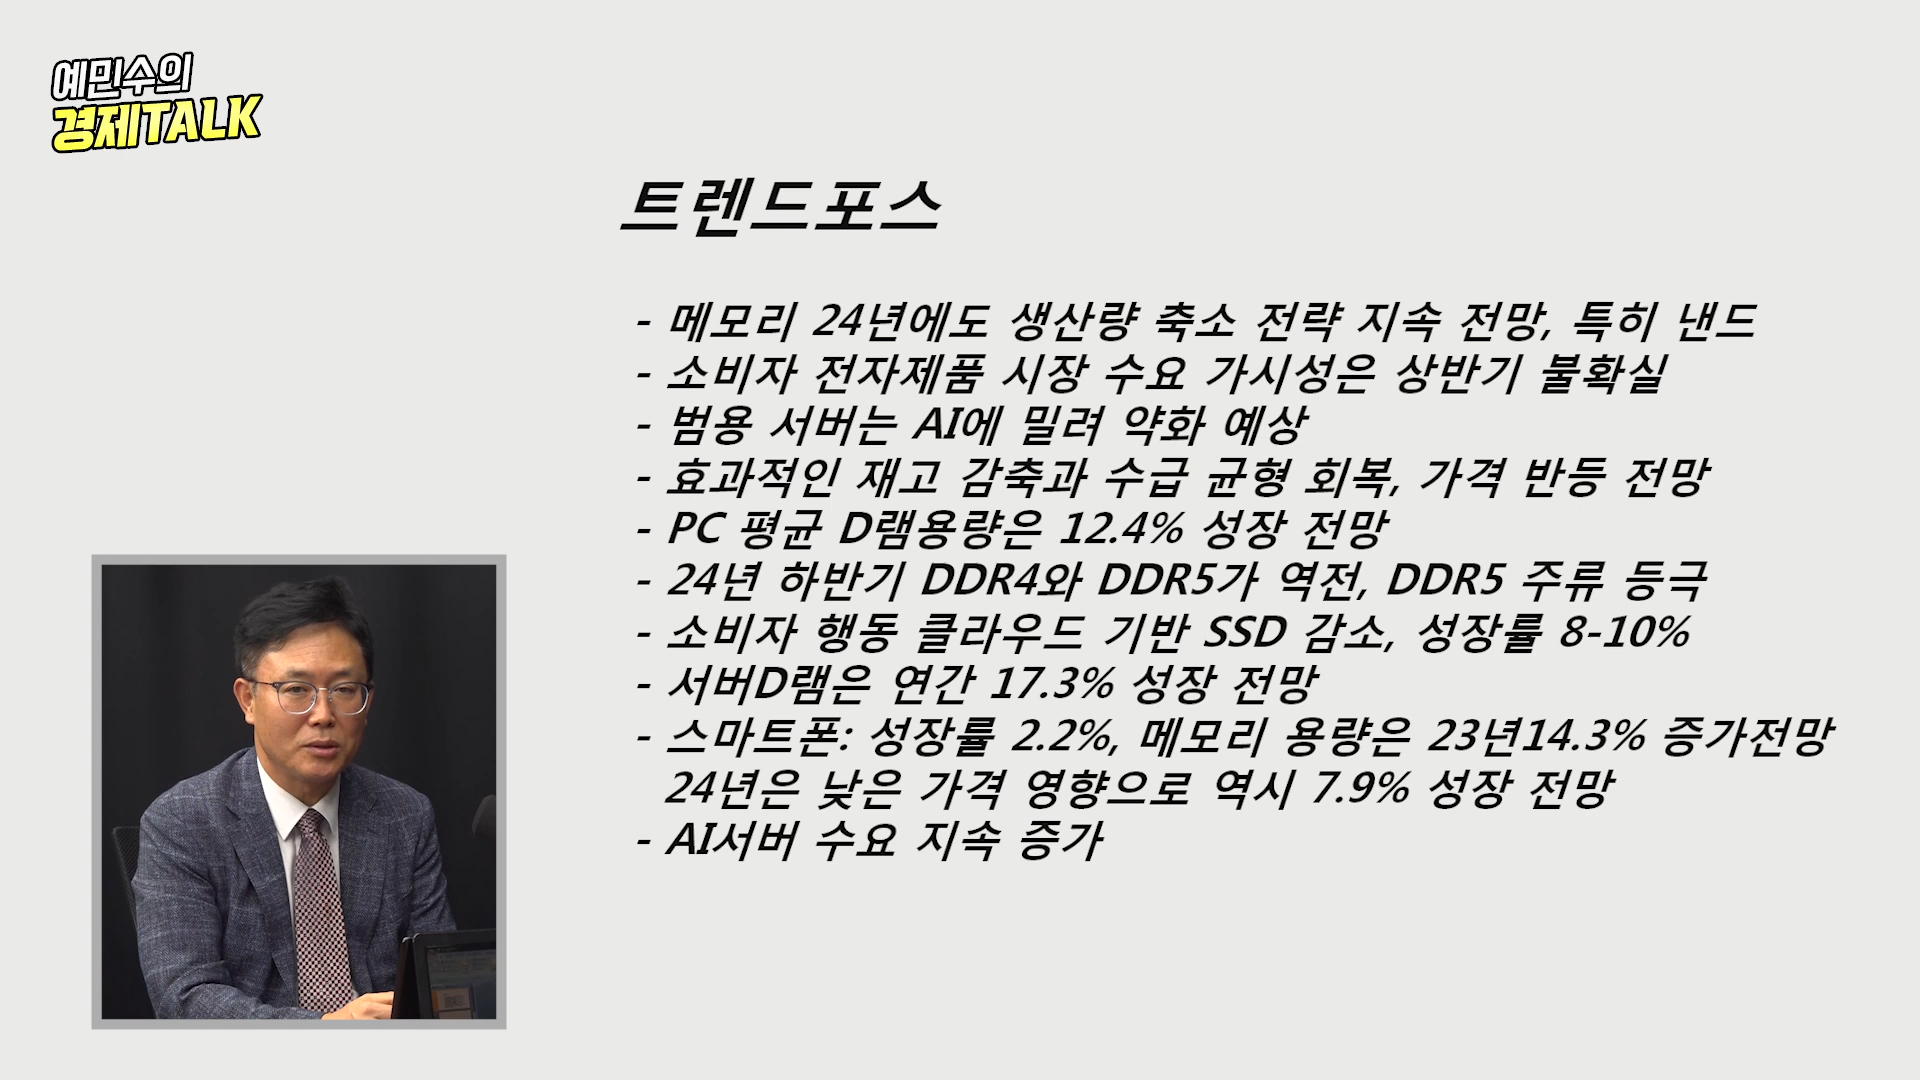 예민수의
경제TALK
트렌드포스
- 메모리 24년에도 생산량 축소 전략 지속 전망, 특히 낸드
- 소비자 전자제품 시장 수요 가시성은 상반기 불확실
- 범용 서버는 AI에 밀려 약화 예상
- 효과적인 재고 감축과 수급 균형 회복, 가격 반등 전망
- PC 평균 D램용량은 12.4% 성장 전망
- 24년 하반기 DDR4와 DDR5가 역전, DDR5 주류 등극
- 소비자 행동 클라우드 기반 SSD 감소, 성장률 8-10%
- 서버D램은 연간 17.3% 성장 전망
- 스마트폰: 성장률 2.2%, 메모리 용량은 23년14.3% 증가전망
24년은 낮은 가격 영향으로 역시 7.9% 성장 전망
- AI서버 수요 지속 증가